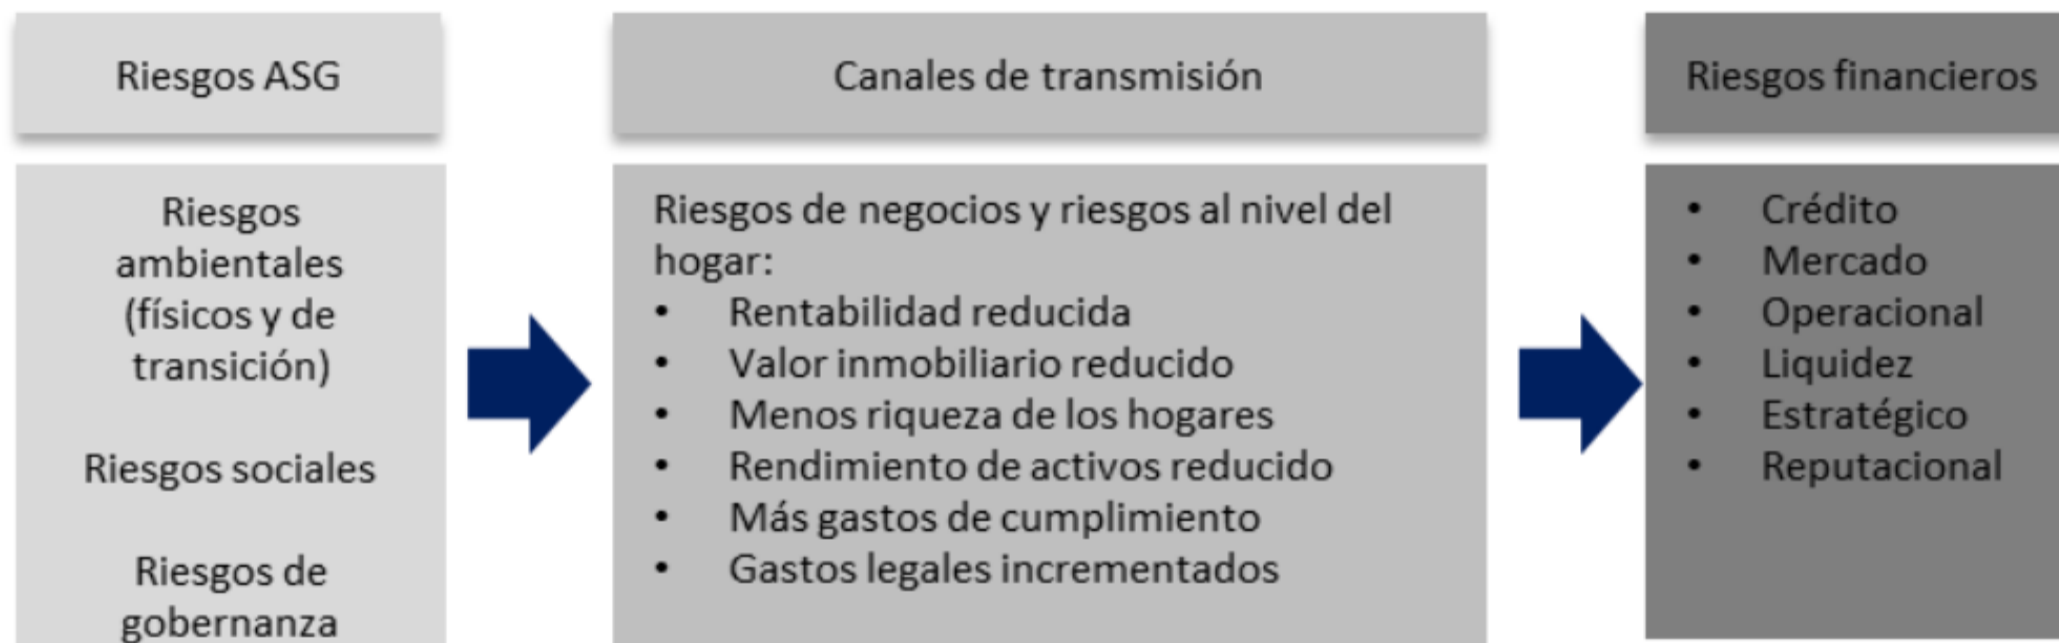 Riesgos ASG
Canales de transmisión
Riesgos financieros
Riesgos
ambientales
(físicos y de
transición)
Riesgos sociales
Riesgos de
gobernanza
Riesgos de negocios y riesgos al nivel del
hogar:
• Rentabilidad reducida
• Valor inmobiliario reducido
• Menos riqueza de los hogares
• Rendimiento de activos reducido
• Más gastos de cumplimiento
• Gastos legales incrementados
• Crédito
• Mercado
• Operacional
• Liquidez
• Estratégico
• Reputacional